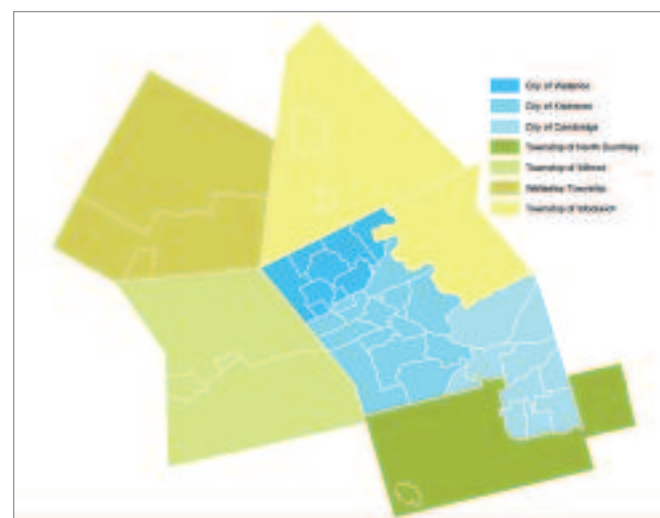 City of Waterloo
City of Kitchener
City of Cambridge
Township of North Dumfries
Township of Wilmot
Wellesley Township
Township of Woolwich